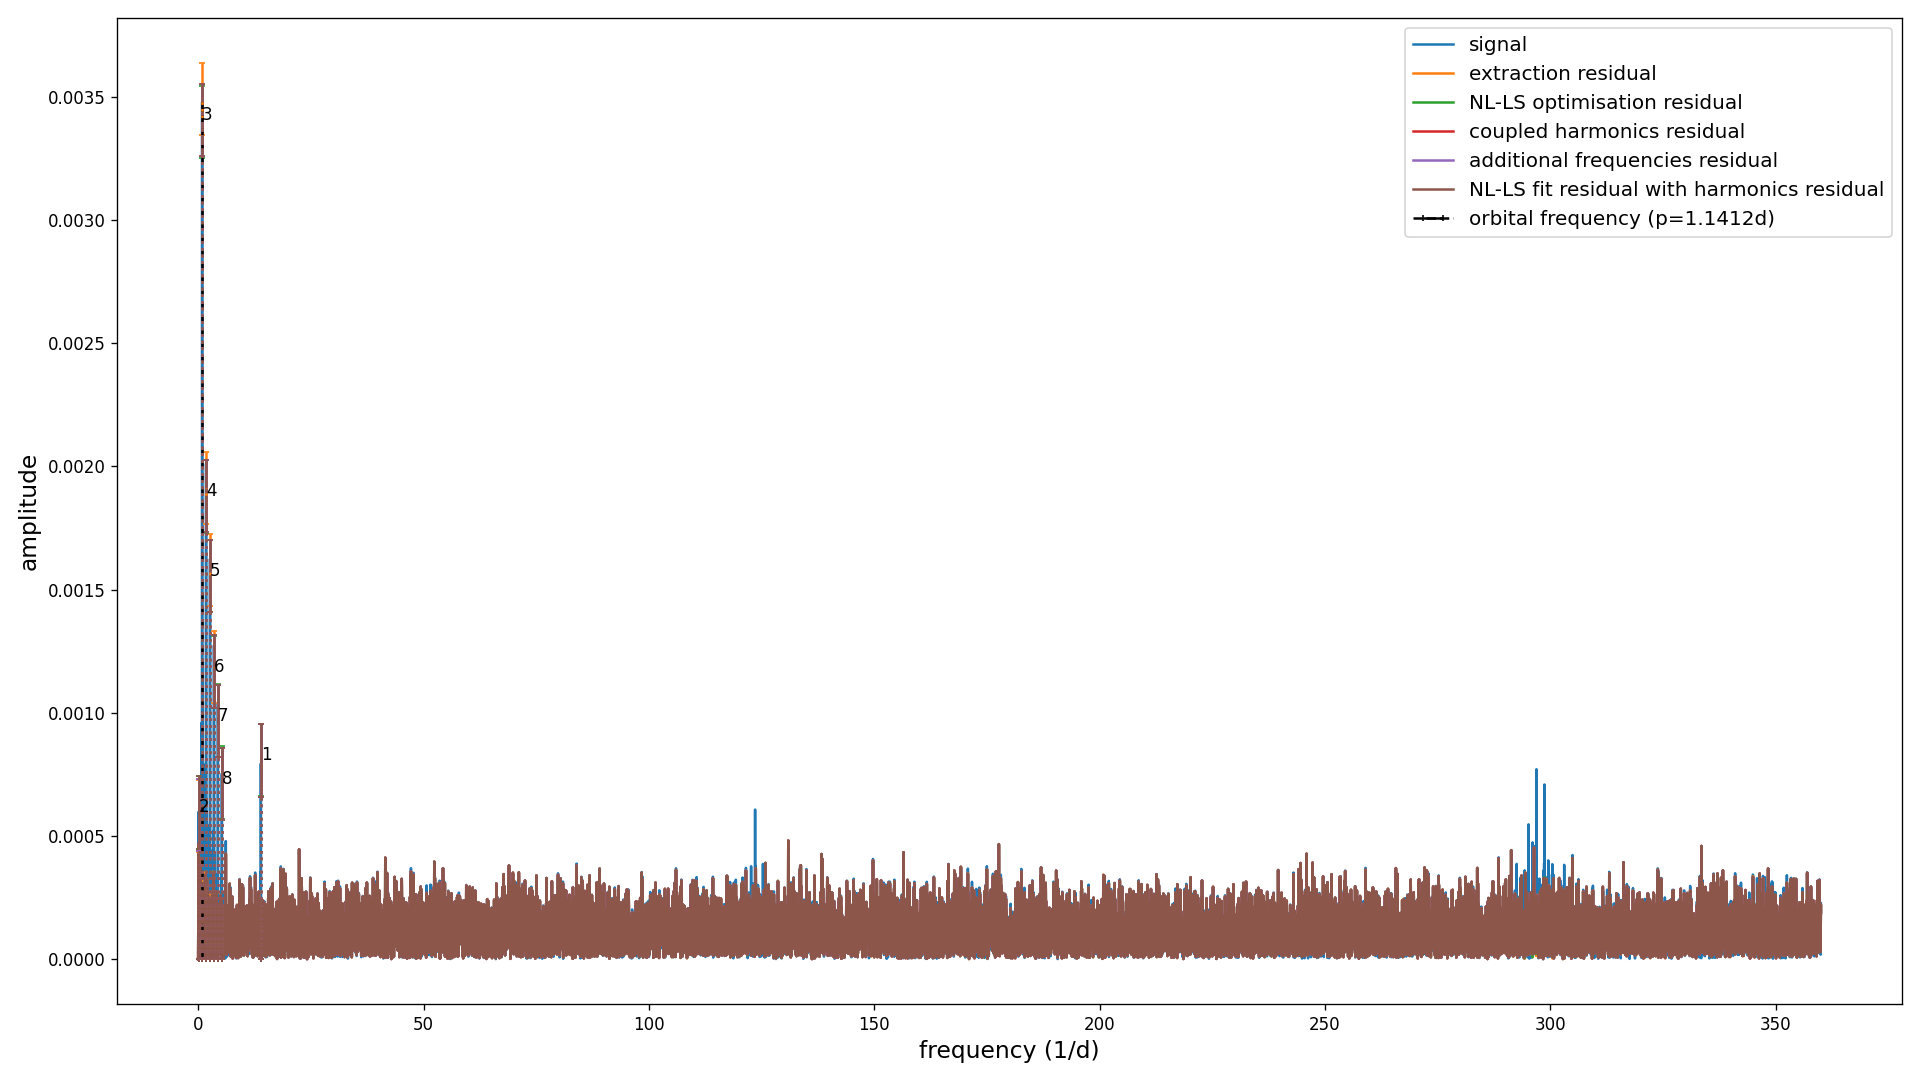 signal
extraction residual
NL-LS optimisation residual
coupled harmonics residual
additional frequencies residual
NL-LS fit residual with harmonics residual
orbital frequency (p=1.1412d)
amplitude
0.0035
0.0030
0.0025
0.0020
0.0015
0.0010
0.0005
0.0000
3
4
5
6
7
1
8
2
0 50 100 150 200 250 300 350
frequency (1/d)